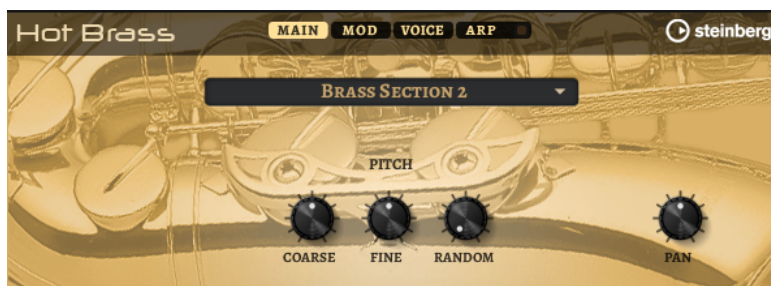 Hot Brass
MAIN MOD VOICE ARP
steinberg
BRASS SECTION 2
PITCH
COARSE FINE RANDOM PAN